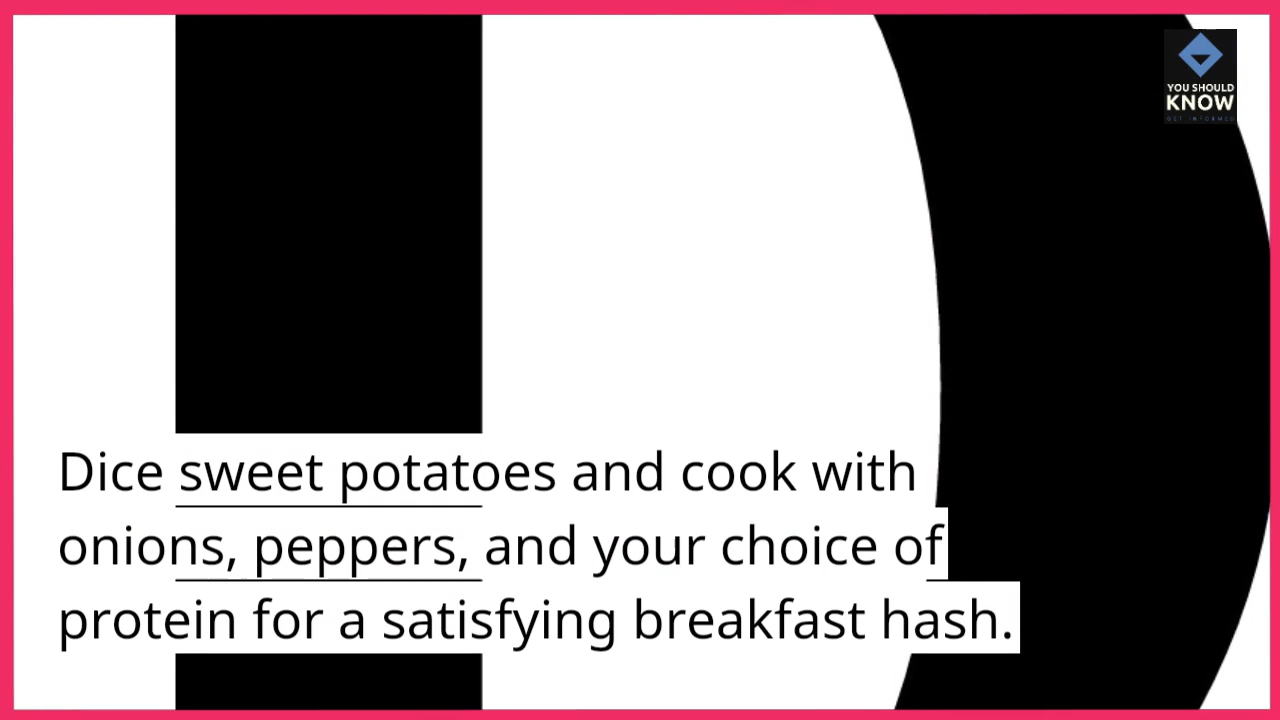 YOU SHOULD
KNOW
GET INFORMED
Dice sweet potatoes and cook with
onions, peppers, and your choice of
protein for a satisfying breakfast hash.